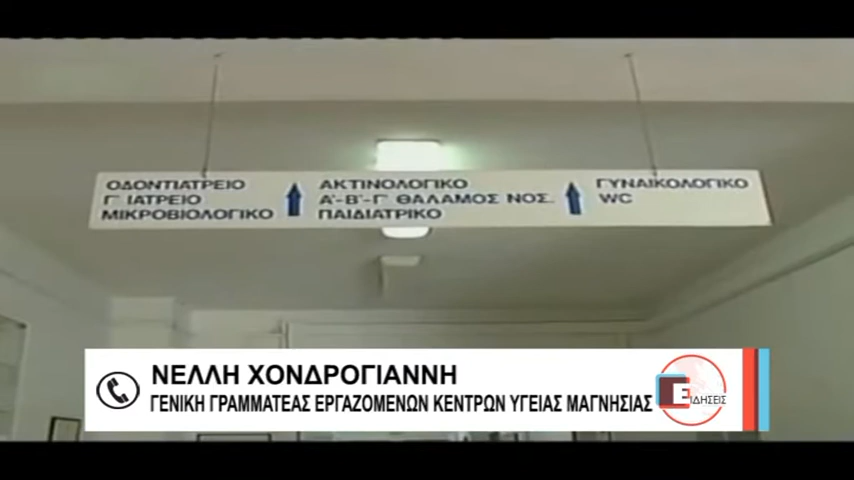 ΟΔΟΝΤΙΑΤΡΕΙΟ
Γ' ΙΑΤΡΕΙΟ
ΜΙΚΡΟΒΙΟΛΟΓΙΚΟ
ΑΚΤΙΝΟΛΟΓΙΚΟ
Α'-Β'-Γ' ΘΑΛΑΜΟΣ ΝΟΣ.
ΠΑΙΔΙΑΤΡΙΚΟ
ΓΥΝΑΙΚΟΛΟΓΙΚΟ
WC
ΝΕΛΛΗ ΧΟΝΔΡΟΓΙΑΝΝΗ
ΓΕΝΙΚΗ ΓΡΑΜΜΑΤΕΑΣ ΕΡΓΑΖΟΜΕΝΩΝ ΚΕΝΤΡΩΝ ΥΓΕΙΑΣ ΜΑΓΝΗΣΙΑΣ
ΕΙΔΗΣΕΙΣ